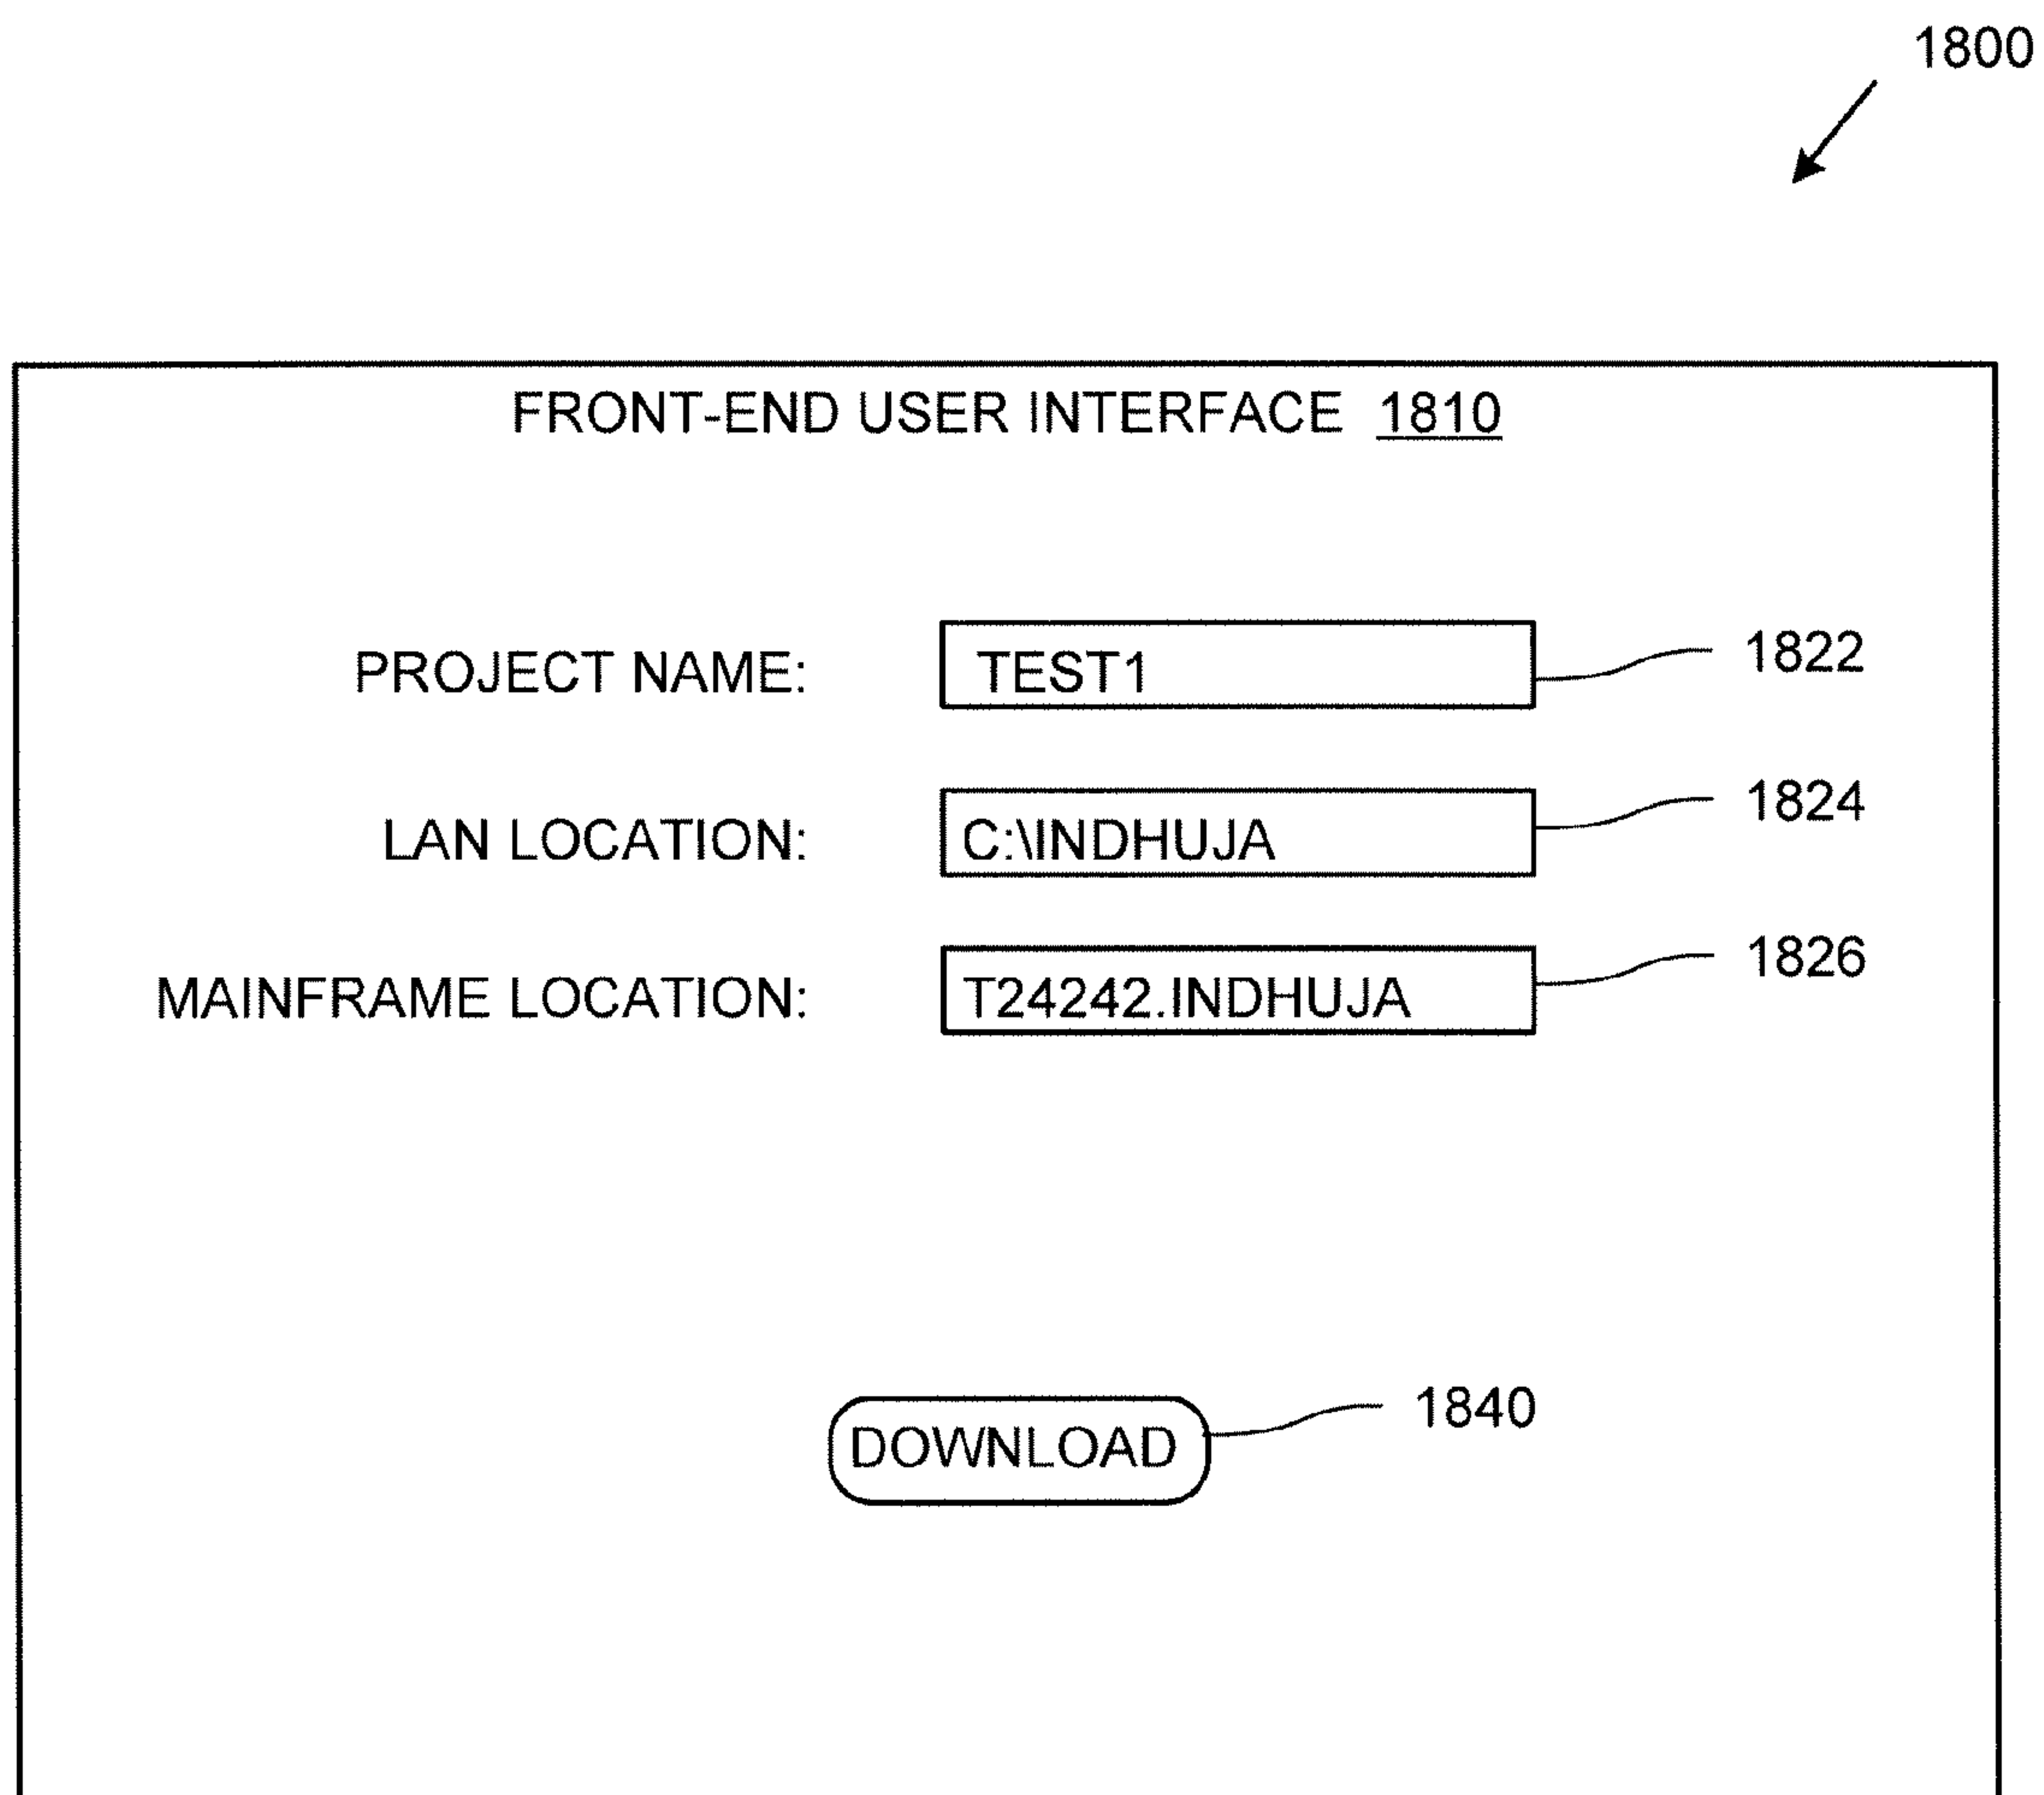 1800
FRONT-END USER INTERFACE 1810
PROJECT NAME: TEST1 1822
LAN LOCATION: C:\INDHUJA 1824
MAINFRAME LOCATION: T24242.INDHUJA 1826
DOWNLOAD 1840